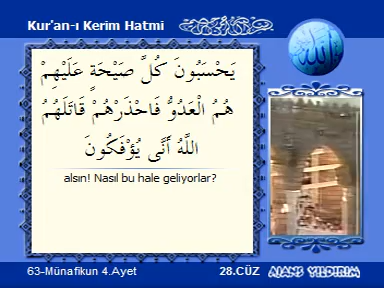 Kur'an-ı Kerim Hatmi
الله
يَحْسَبُونَ كُلَّ صَيْحَةٍ عَلَيْهِمْ
هُمُ الْعَدُوُّ فَاحْذَرْهُمْ قَاتَلَهُمُ
اللَّهُ أَنَّى يُؤْفَكُونَ
alsın! Nasıl bu hale geliyorlar?
63-Münafikun 4.Ayet
28.CÜZ
AJANS YILDIRIM